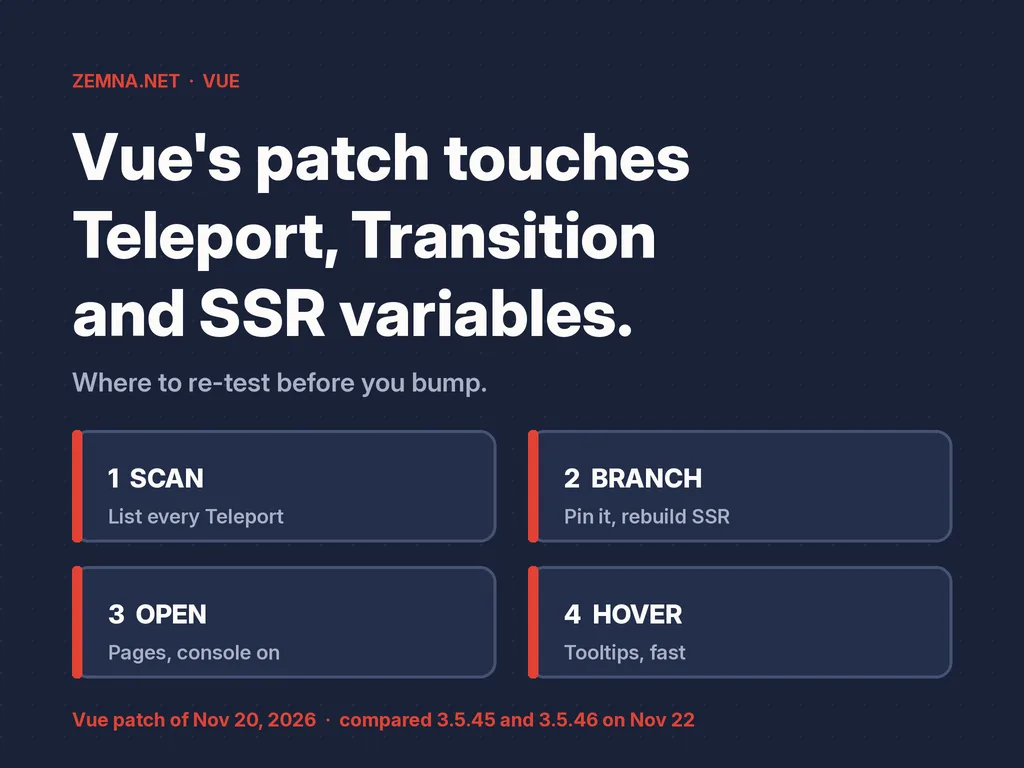 ZEMNA.NET · VUE
Vue's patch touches
Teleport, Transition
and SSR variables.
Where to re-test before you bump.
1 SCAN
List every Teleport
2 BRANCH
Pin it, rebuild SSR
3 OPEN
Pages, console on
4 HOVER
Tooltips, fast
Vue patch of Nov 20, 2026 · compared 3.5.45 and 3.5.46 on Nov 22